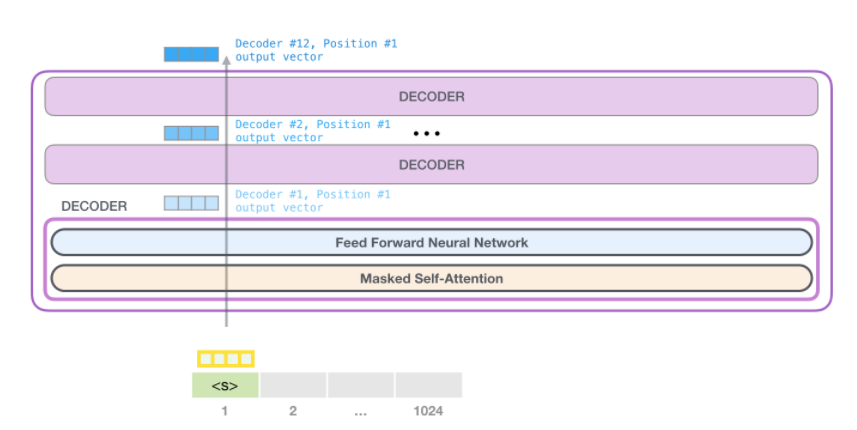 Decoder #12, Position #1
output vector
DECODER
Decoder #2, Position #1
output vector
...
DECODER
Decoder #1, Position #1
output vector
DECODER
Feed Forward Neural Network
Masked Self-Attention
<s>
1 2 ... 1024